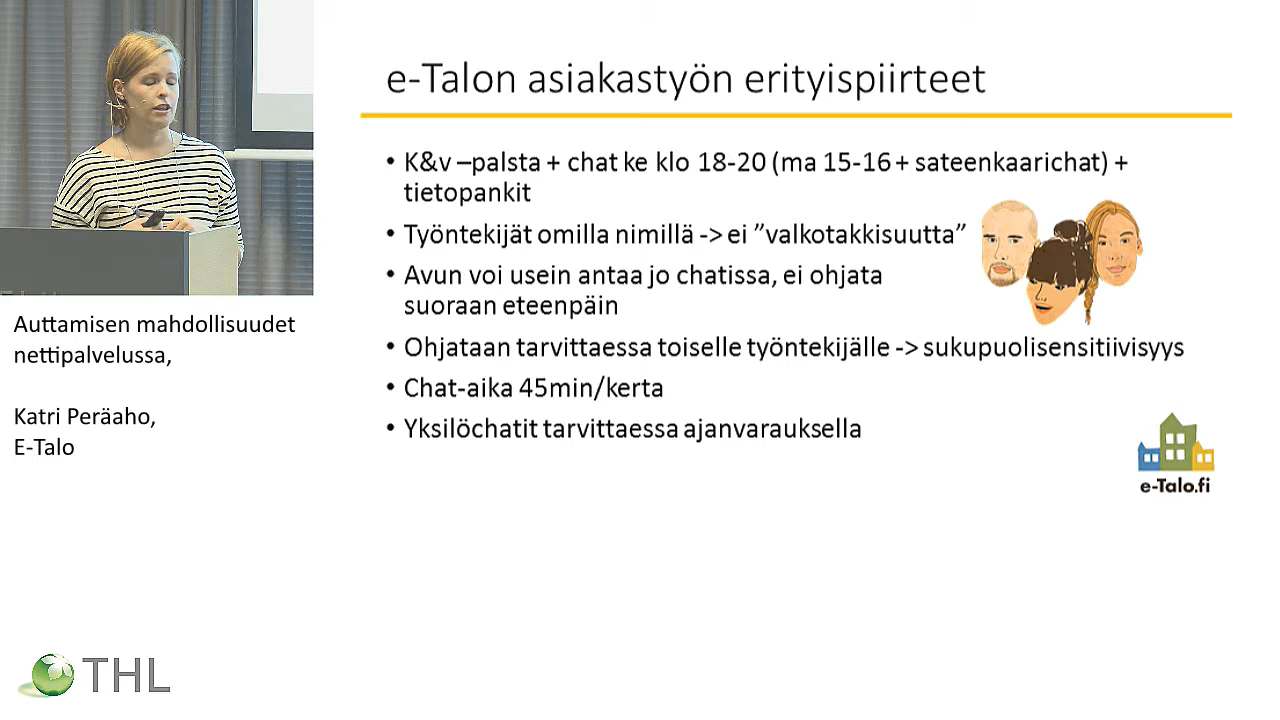 e-Talon asiakastyön erityispiirteet
• K&v –palsta + chat ke klo 18-20 (ma 15-16 + sateenkaarichat) +
tietopankit
• Työntekijät omilla nimillä -> ei ”valkotakkisuutta”
• Avun voi usein antaa jo chatissa, ei ohjata
suoraan eteenpäin
• Ohjataan tarvittaessa toiselle työntekijälle -> sukupuolisensitiivisyys
• Chat-aika 45min/kerta
• Yksilöchatit tarvittaessa ajanvarauksella
e-Talo.fi
Auttamisen mahdollisuudet
nettipalvelussa,
Katri Peräaho,
E-Talo
THL